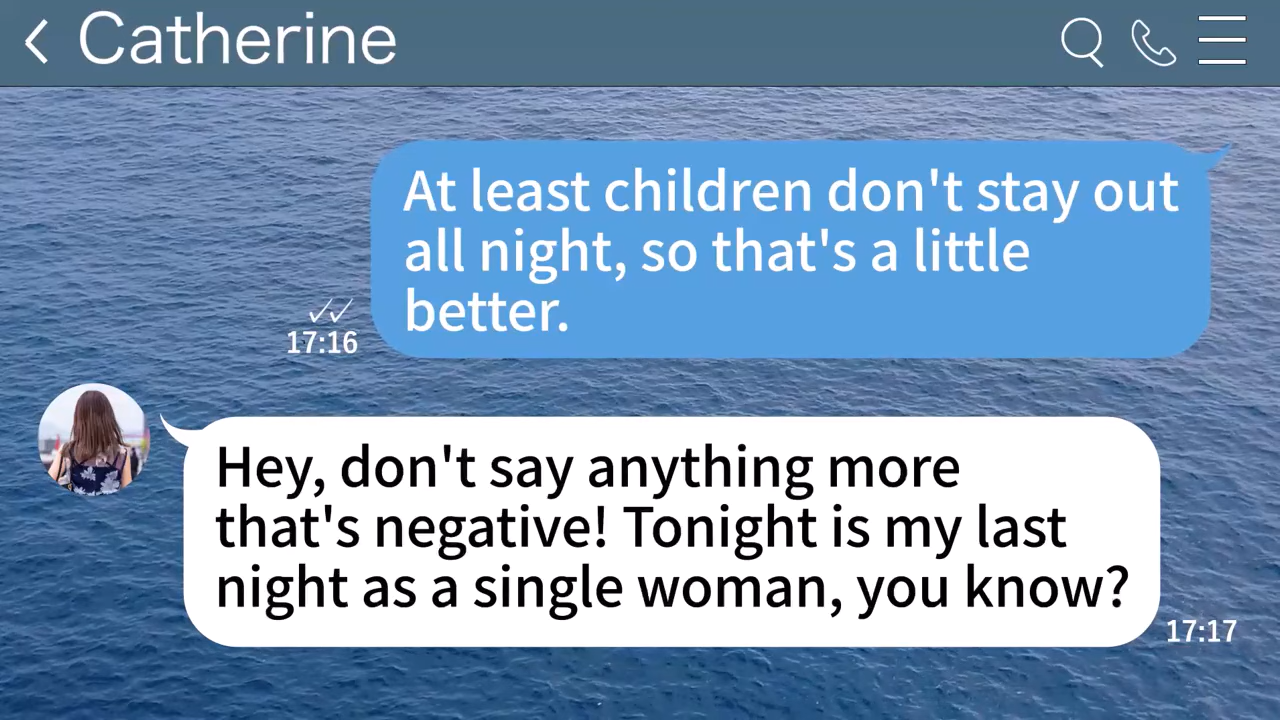 Catherine
At least children don't stay out
all night, so that's a little
better.
17:16
Hey, don't say anything more
that's negative! Tonight is my last
night as a single woman, you know?
17:17